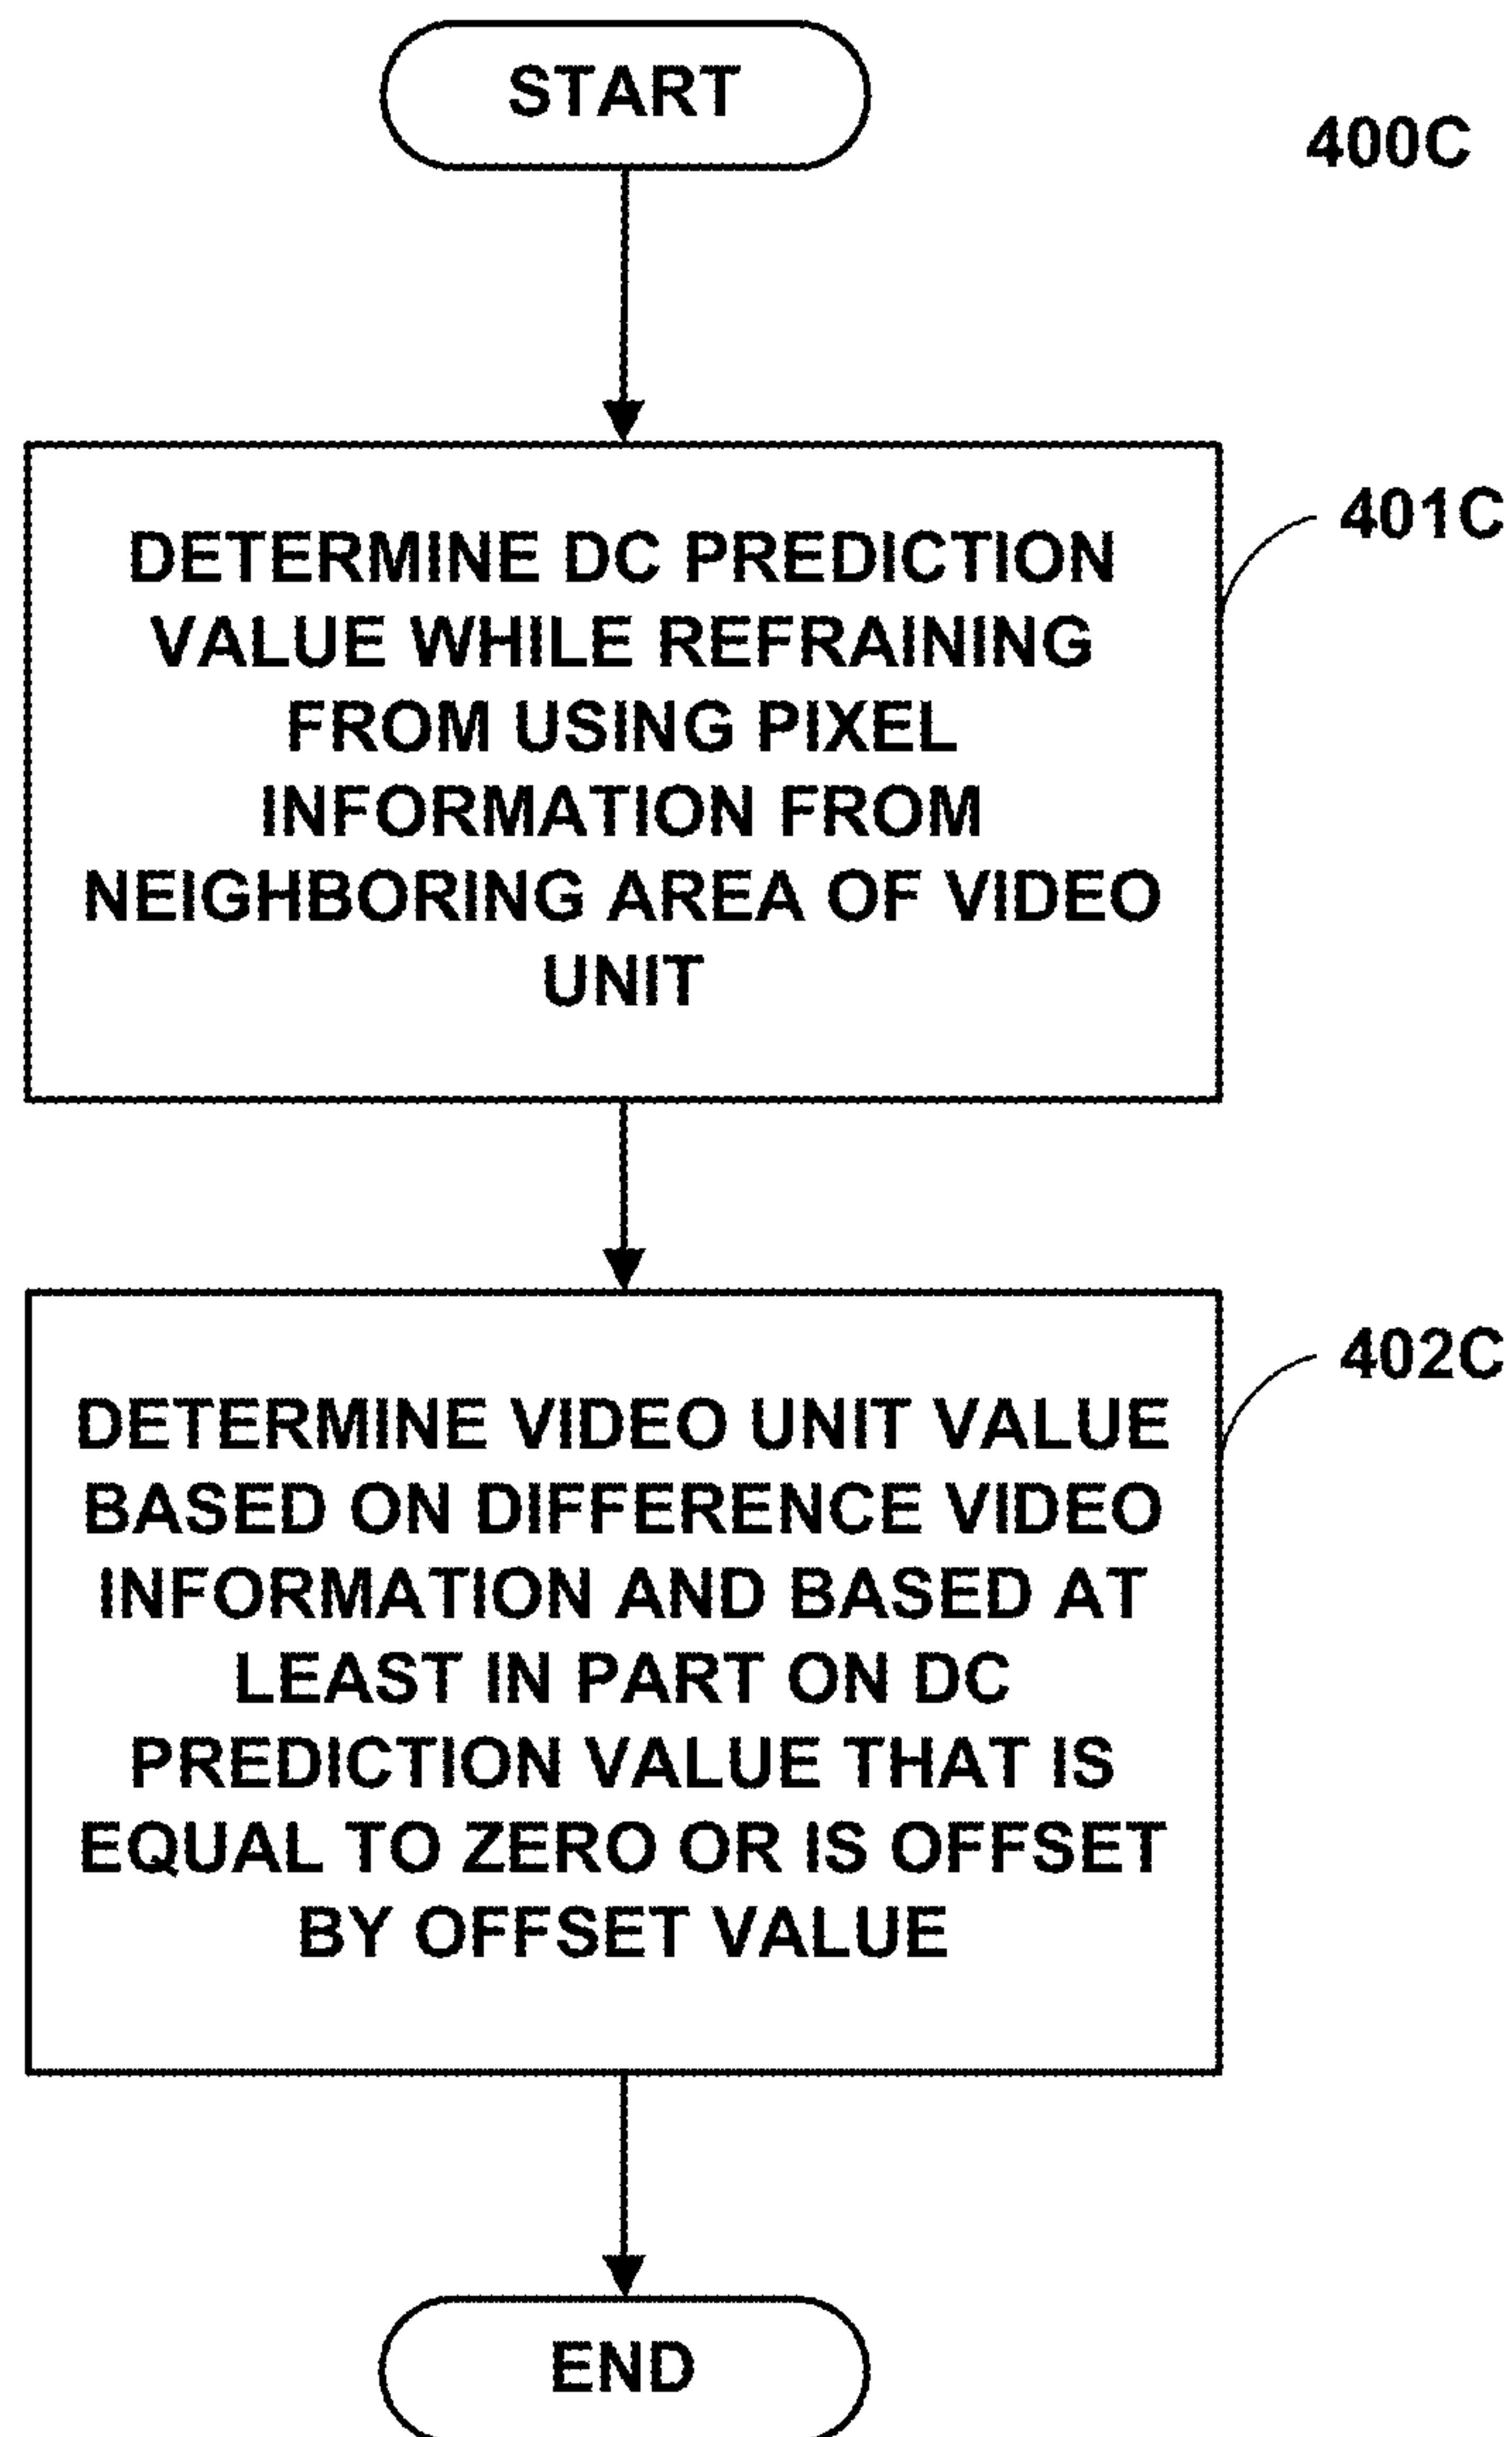 START
400C
401C
DETERMINE DC PREDICTION
VALUE WHILE REFRAINING
FROM USING PIXEL
INFORMATION FROM
NEIGHBORING AREA OF VIDEO
UNIT
402C
DETERMINE VIDEO UNIT VALUE
BASED ON DIFFERENCE VIDEO
INFORMATION AND BASED AT
LEAST IN PART ON DC
PREDICTION VALUE THAT IS
EQUAL TO ZERO OR IS OFFSET
BY OFFSET VALUE
END